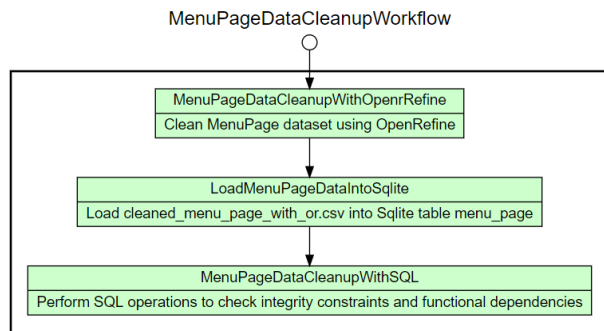 MenuPageDataCleanupWorkflow
MenuPageDataCleanupWithOpenrRefine
Clean MenuPage dataset using OpenRefine
LoadMenuPageDataIntoSqlite
Load cleaned_menu_page_with_or.csv into Sqlite table menu_page
MenuPageDataCleanupWithSQL
Perform SQL operations to check integrity constraints and functional dependencies